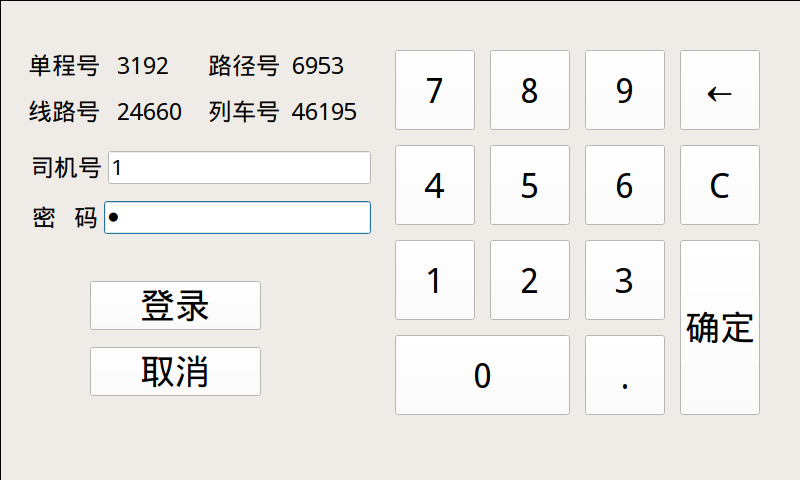 单程号 3192 路径号 6953
线路号 24660 列车号 46195
司机号 1
密 码 ●
登录
取消
7 8 9 ←
4 5 6 C
1 2 3 确定
0 .